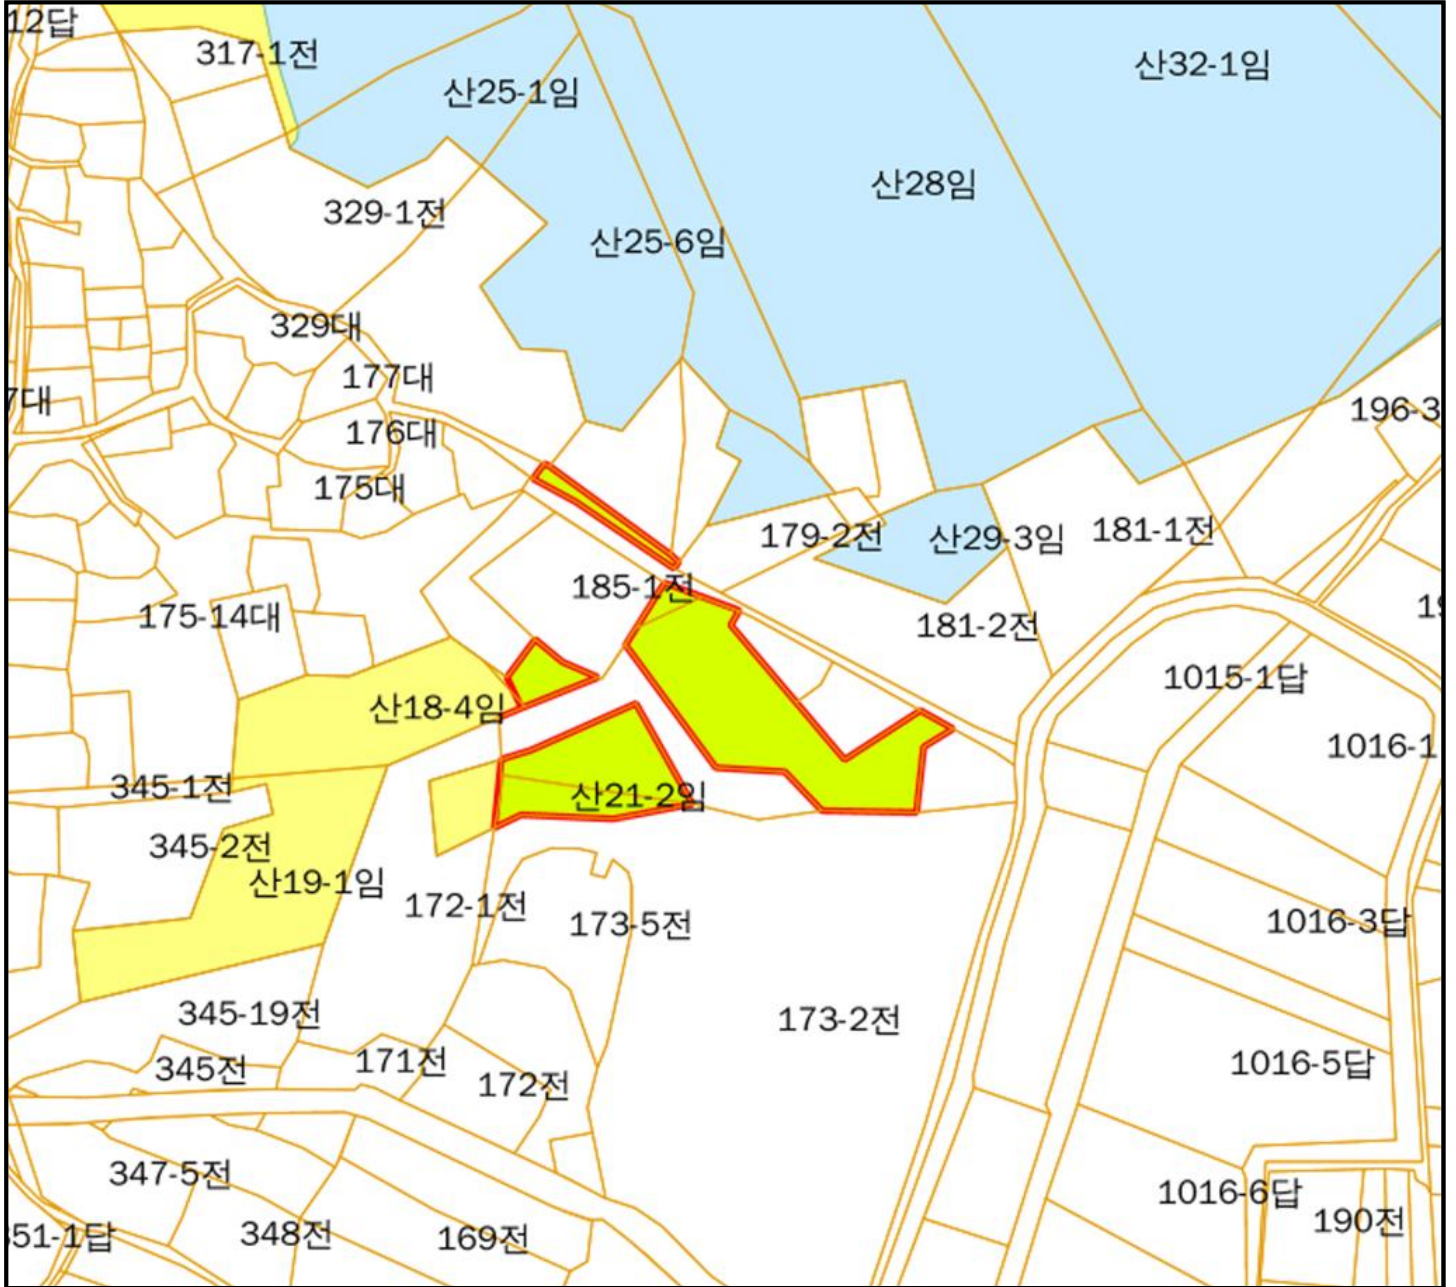 12답
317-1전
산32-1임
산25-1임
산28임
329-1전
산25-6임
329대
177대
7대
196-3
176대
175대
179-2전
산29-3임
181-1전
185-1전
175-14대
181-2전
1015-1답
산18-4임
1016-1
345-1전
산21-2임
345-2전
산19-1임
172-1전
173-5전
1016-3답
345-19전
173-2전
171전
345전
172전
1016-5답
347-5전
1016-6답
190전
351-1답
348전
169전